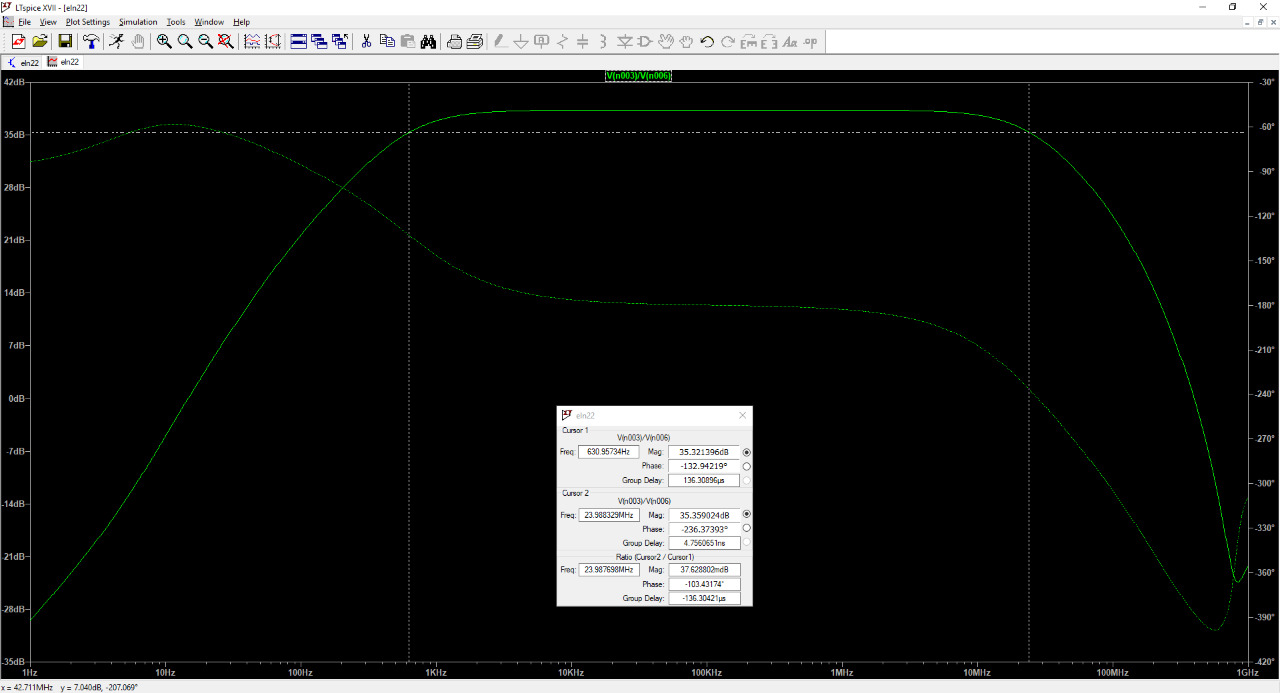 LTspice XVII - [eln22]
File View Plot Settings Simulation Tools Window Help
eln22 eln22
V(n003)/V(n006)
42dB -30°
35dB -60°
28dB -90°
21dB -120°
14dB -150°
7dB -180°
0dB -210°
-7dB -240°
-14dB -270°
-21dB -300°
-28dB -330°
-35dB -360°
-390°
-420°
1Hz 10Hz 100Hz 1KHz 10KHz 100KHz 1MHz 10MHz 100MHz 1GHz
eln22
Cursor 1
V(n003)/V(n006)
Freq: 630.95734Hz Mag: 35.321396dB
Phase: -132.94219°
Group Delay: 136.30896µs
Cursor 2
V(n003)/V(n006)
Freq: 23.988329MHz Mag: 35.359024dB
Phase: -236.37393°
Group Delay: 4.7560651ns
Ratio (Cursor2 / Cursor1)
Freq: 23.987698MHz Mag: 37.628802mdB
Phase: -103.43174°
Group Delay: -136.30421µs
x = 42.711MHz y = 7.040dB, -207.069°